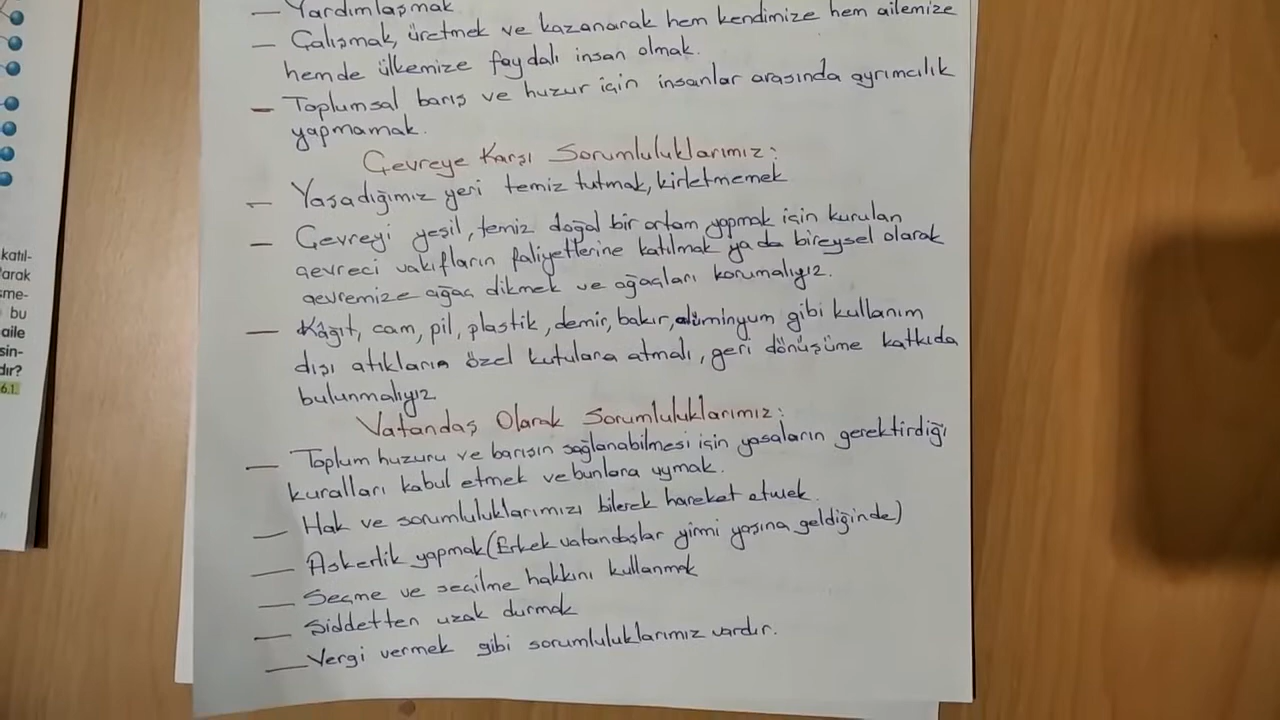 — Yardımlaşmak
— Çalışmak, üretmek ve kazanarak hem kendimize hem ailemize
hemde ülkemize faydalı insan olmak.
— Toplumsal barış ve huzur için insanlar arasında ayrımcılık
yapmamak.
Çevreye Karşı Sorumluluklarımız:
— Yaşadığımız yeri temiz tutmak, kirletmemek
— Çevreyi yeşil, temiz doğal bir ortam yapmak için kurulan
çevreci vakıfların faliyetlerine katılmak ya da bireysel olarak
çevremize ağaç dikmek ve ağaçları korumalıyız.
— Kâğıt, cam, pil, plastik, demir, bakır, alüminyum gibi kullanım
dışı atıkların özel kutulara atmalı, geri dönüşüme katkıda
bulunmalıyız
Vatandaş Olarak Sorumluluklarımız:
— Toplum huzuru ve barışın sağlanabilmesi için yasaların gerektirdiği
kuralları kabul etmek ve bunlara uymak.
— Hak ve sorumluluklarımızı bilerek hareket etmek.
— Askerlik yapmak (Erkek vatandaşlar yirmi yaşına geldiğinde)
— Seçme ve seçilme hakkını kullanmak
— Şiddetten uzak durmak
— Vergi vermek gibi sorumluluklarımız vardır.
katıl-
arak
sme-
bu
aile
sin-
dır?
6.1.